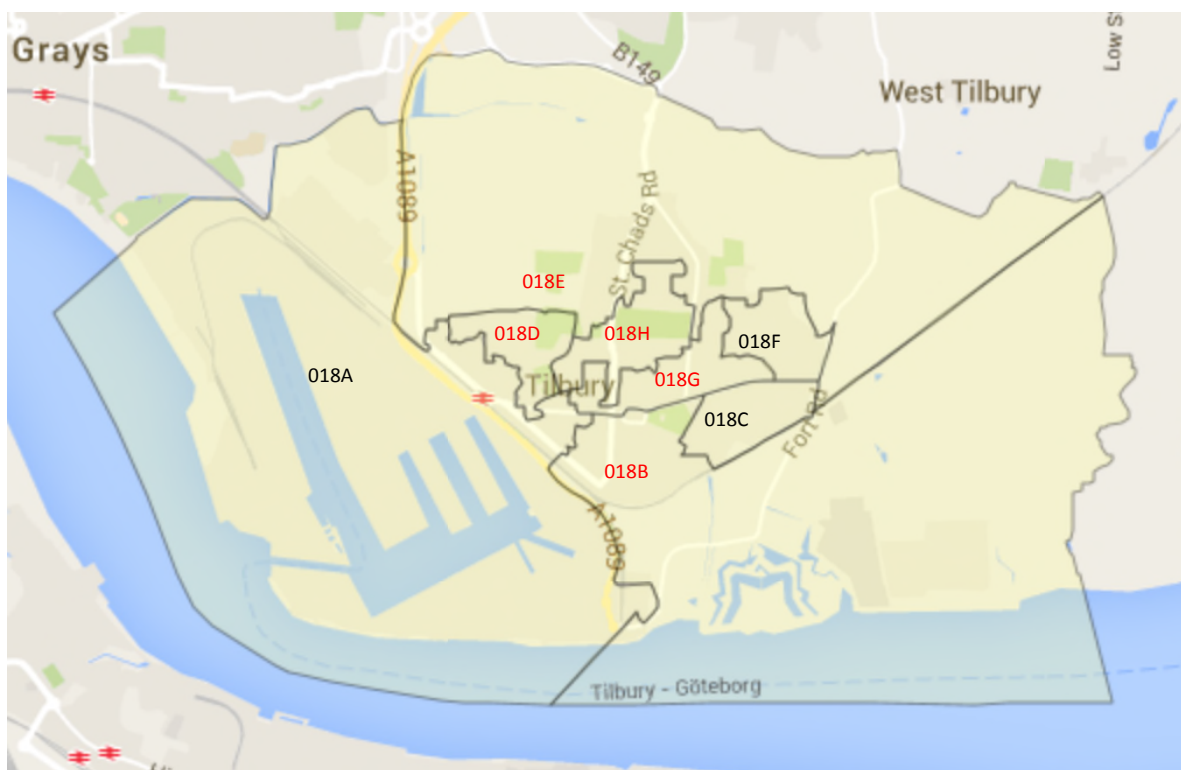 Grays
B149
Low S
West Tilbury
A1089
St. Chads Rd
018E
018D
018H
018F
018A
Tilbury
018G
018C
Fort Rd
018B
A1089
Tilbury - Göteborg